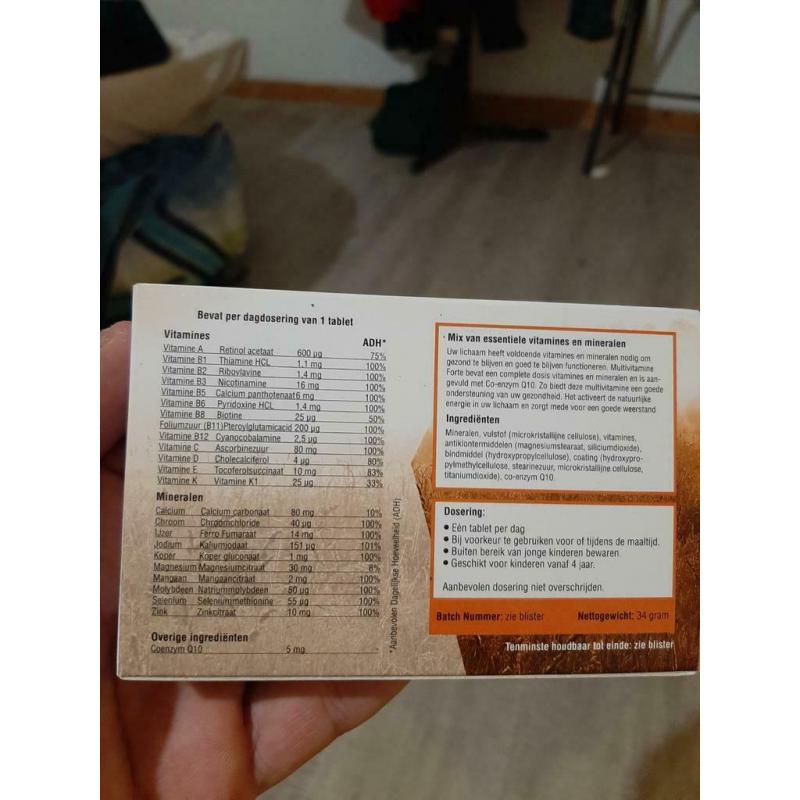 Bevat per dagdosering van 1 tablet
Vitamines ADH*
Vitamine A Retinol acetaat 600 µg 75%
Vitamine B1 Thiamine HCL 1,1 mg 100%
Vitamine B2 Ribovlavine 1,4 mg 100%
Vitamine B3 Nicotinamine 16 mg 100%
Vitamine B5 Calcium panthotenaat 6 mg 100%
Vitamine B6 Pyridoxine HCL 1,4 mg 100%
Vitamine B8 Biotine 25 µg 50%
Foliumzuur (B11) Pteroylglutamicacid 200 µg 100%
Vitamine B12 Cyanocobalamine 2,5 µg 100%
Vitamine C Ascorbinezuur 80 mg 100%
Vitamine D Cholecalciferol 4 µg 80%
Vitamine E Tocoferolsuccinaat 10 mg 83%
Vitamine K Vitamine K1 25 µg 33%
Mineralen
Calcium Calcium carbonaat 80 mg 10%
Chroom Chroomchloride 40 µg 100%
IJzer Ferro Fumaraat 14 mg 100%
Jodium Kaliumjodaat 151 µg 101%
Koper Koper gluconaat 1 mg 100%
Magnesium Magnesiumcitraat 30 mg 8%
Mangaan Mangaancitraat 2 mg 100%
Molybdeen Natriummolybdeen 50 µg 100%
Selenium Seleniummethionine 55 µg 100%
Zink Zinkcitraat 10 mg 100%
Overige ingrediënten
Coenzym Q10 5 mg -
*Aanbevolen Dagelijkse Hoeveelheid (ADH)
Mix van essentiele vitamines en mineralen
Uw lichaam heeft voldoende vitamines en mineralen nodig om
gezond te blijven en goed te blijven functioneren. Multivitamine
Forte bevat een complete dosis vitamines en mineralen en is aan-
gevuld met Co-enzym Q10. Zo biedt deze multivitamine een goede
ondersteuning van uw gezondheid. Het activeert de natuurlijke
energie in uw lichaam en zorgt mede voor een goede weerstand
Ingrediënten
Mineralen, vulstof (microkristallijne cellulose), vitamines,
antiklontermiddelen (magnesiumstearaat, siliciumdioxide),
bindmiddel (hydroxypropylcellulose), coating (hydroxypro-
pylmethylcellulose, stearinezuur, microkristallijne cellulose,
titaniumdioxide), co-enzym Q10.
Dosering:
• Eén tablet per dag
• Bij voorkeur te gebruiken voor of tijdens de maaltijd.
• Buiten bereik van jonge kinderen bewaren.
• Geschikt voor kinderen vanaf 4 jaar.
Aanbevolen dosering niet overschrijden.
Batch Nummer: zie blister Nettogewicht: 34 gram
Tenminste houdbaar tot einde: zie blister